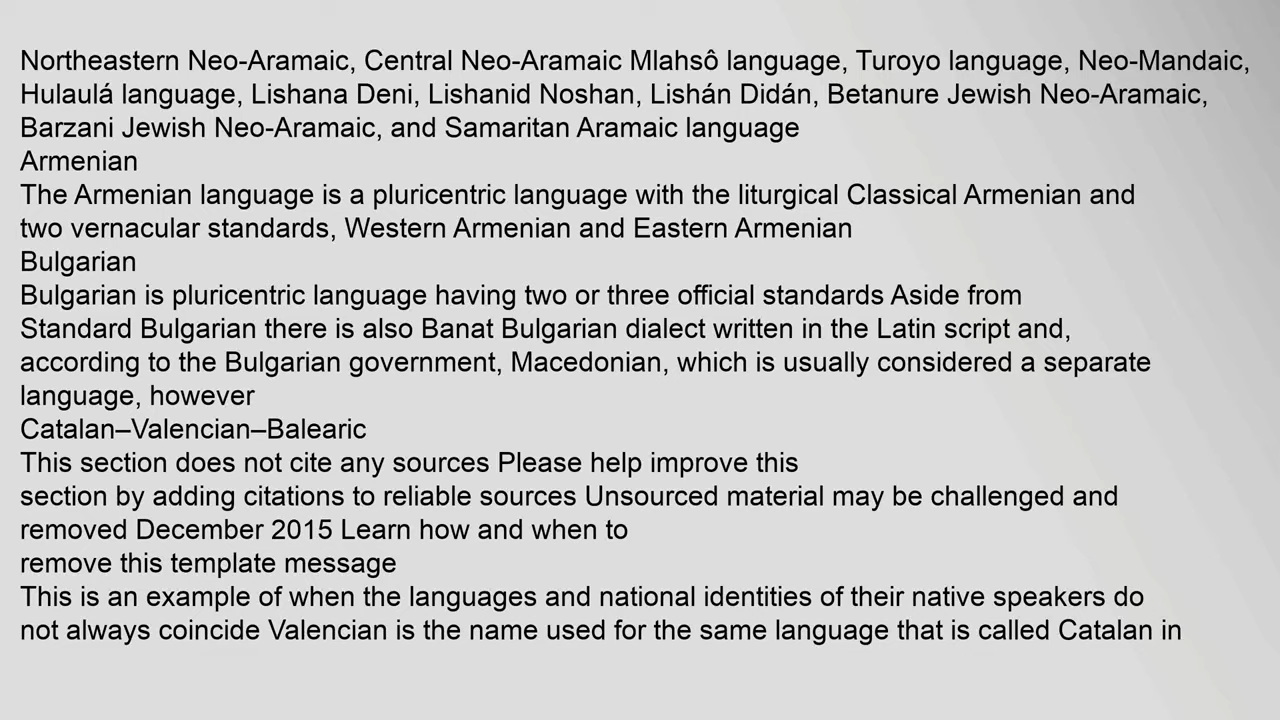 Northeastern Neo-Aramaic, Central Neo-Aramaic Mlahsô language, Turoyo language, Neo-Mandaic,
Hulaulá language, Lishana Deni, Lishanid Noshan, Lishán Didán, Betanure Jewish Neo-Aramaic,
Barzani Jewish Neo-Aramaic, and Samaritan Aramaic language
Armenian
The Armenian language is a pluricentric language with the liturgical Classical Armenian and
two vernacular standards, Western Armenian and Eastern Armenian
Bulgarian
Bulgarian is pluricentric language having two or three official standards Aside from
Standard Bulgarian there is also Banat Bulgarian dialect written in the Latin script and,
according to the Bulgarian government, Macedonian, which is usually considered a separate
language, however
Catalan–Valencian–Balearic
This section does not cite any sources Please help improve this
section by adding citations to reliable sources Unsourced material may be challenged and
removed December 2015 Learn how and when to
remove this template message
This is an example of when the languages and national identities of their native speakers do
not always coincide Valencian is the name used for the same language that is called Catalan in